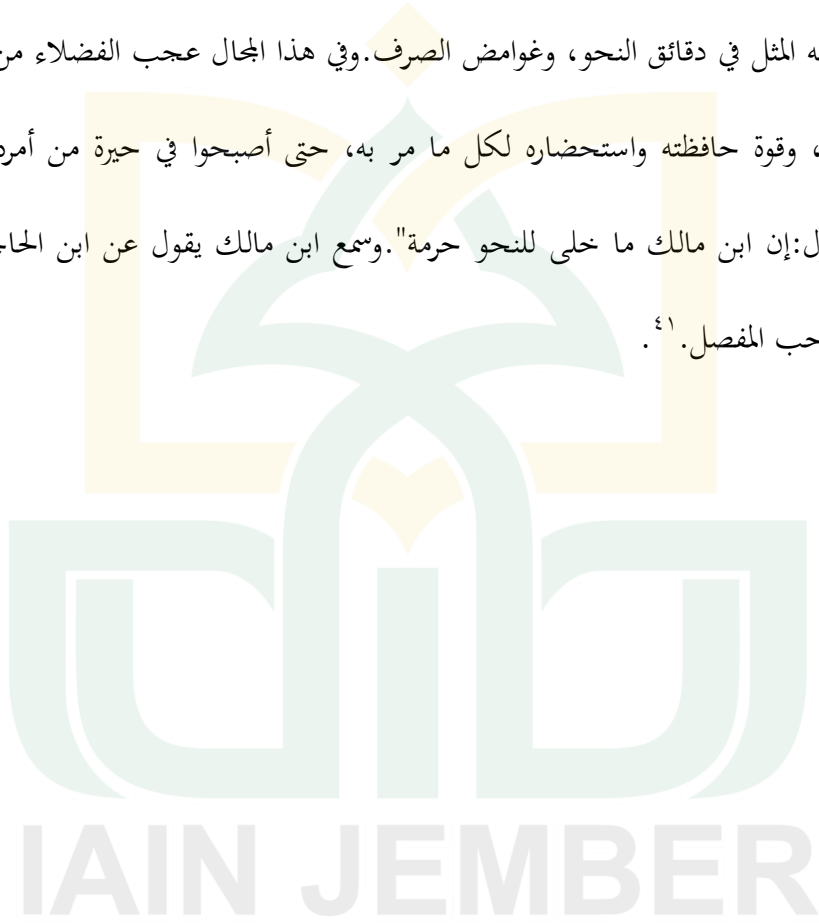 ـه المثل في دقائق النحو، وغوامض الصرف.وفي هذا المجال عجب الفضلاء من
، وقوة حافظته واستحضاره لكل ما مر به، حتى أصبحوا في حيرة من أمره
ل:إن ابن مالك ما خلى للنحو حرمة".وسمع ابن مالك يقول عن ابن الحاج
حب المفصل.٤١.
IAIN JEMBER